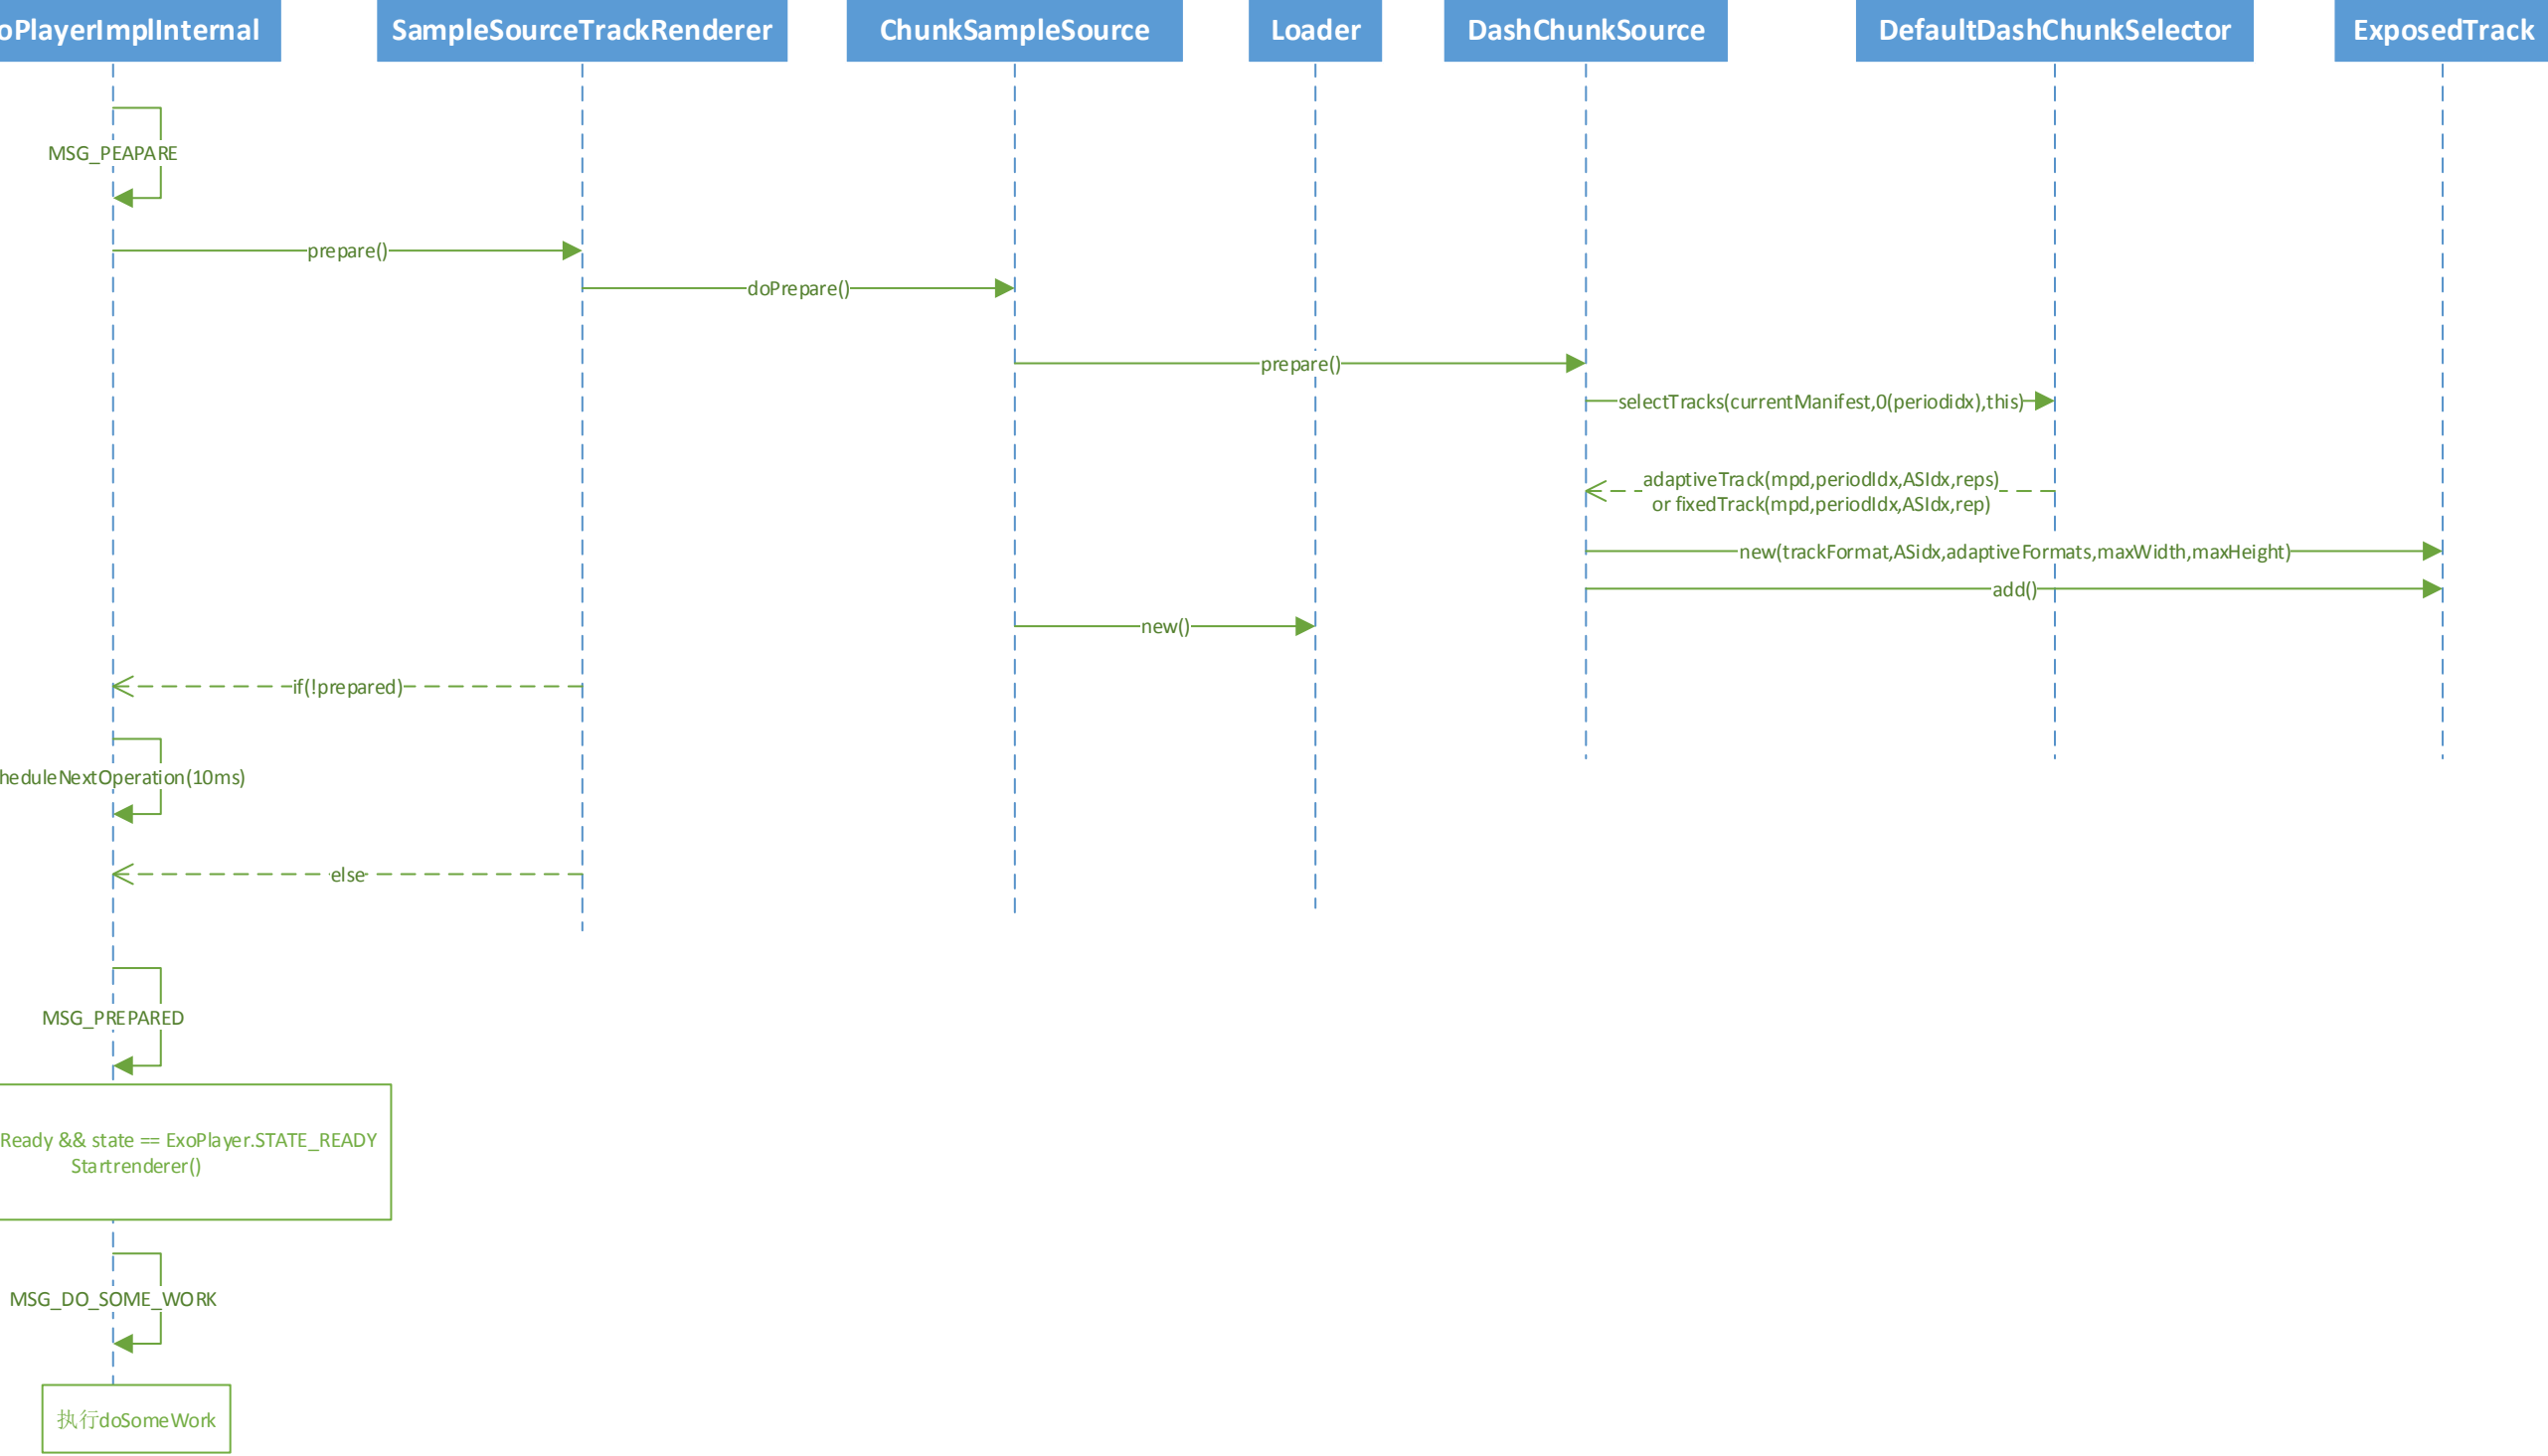 oPlayerImplInternal
SampleSourceTrackRenderer
ChunkSampleSource
Loader
DashChunkSource
DefaultDashChunkSelector
ExposedTrack
MSG_PEAPARE
prepare()
doPrepare()
prepare()
selectTracks(currentManifest,0(periodidx),this)
adaptiveTrack(mpd,periodIdx,ASIdx,reps)
or fixedTrack(mpd,periodIdx,ASIdx,rep)
new(trackFormat,ASidx,adaptiveFormats,maxWidth,maxHeight)
add()
new()
if(!prepared)
heduleNextOperation(10ms)
else
MSG_PREPARED
Ready && state == ExoPlayer.STATE_READY
Startrenderer()
MSG_DO_SOME_WORK
执行doSomeWork